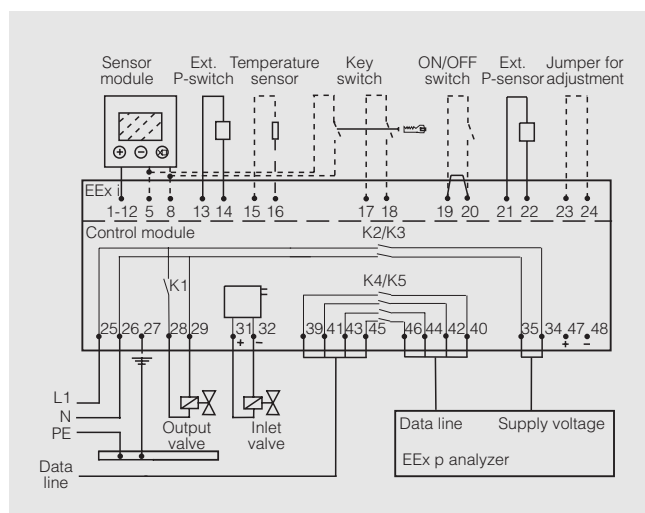 Sensor module
Ext. P-switch
Temperature sensor
Key switch
ON/OFF switch
Ext. P-sensor
Jumper for adjustment
EEx i
1-12 5 8 13 14 15 16 17 18 19 20 21 22 23 24
Control module
K2/K3
K1
K4/K5
25 26 27 28 29 31 32 39 41 43 45 46 44 42 40 35 34 47 48
+ − + −
L1
N
PE
Output valve
Inlet valve
Data line
Data line
Supply voltage
EEx p analyzer